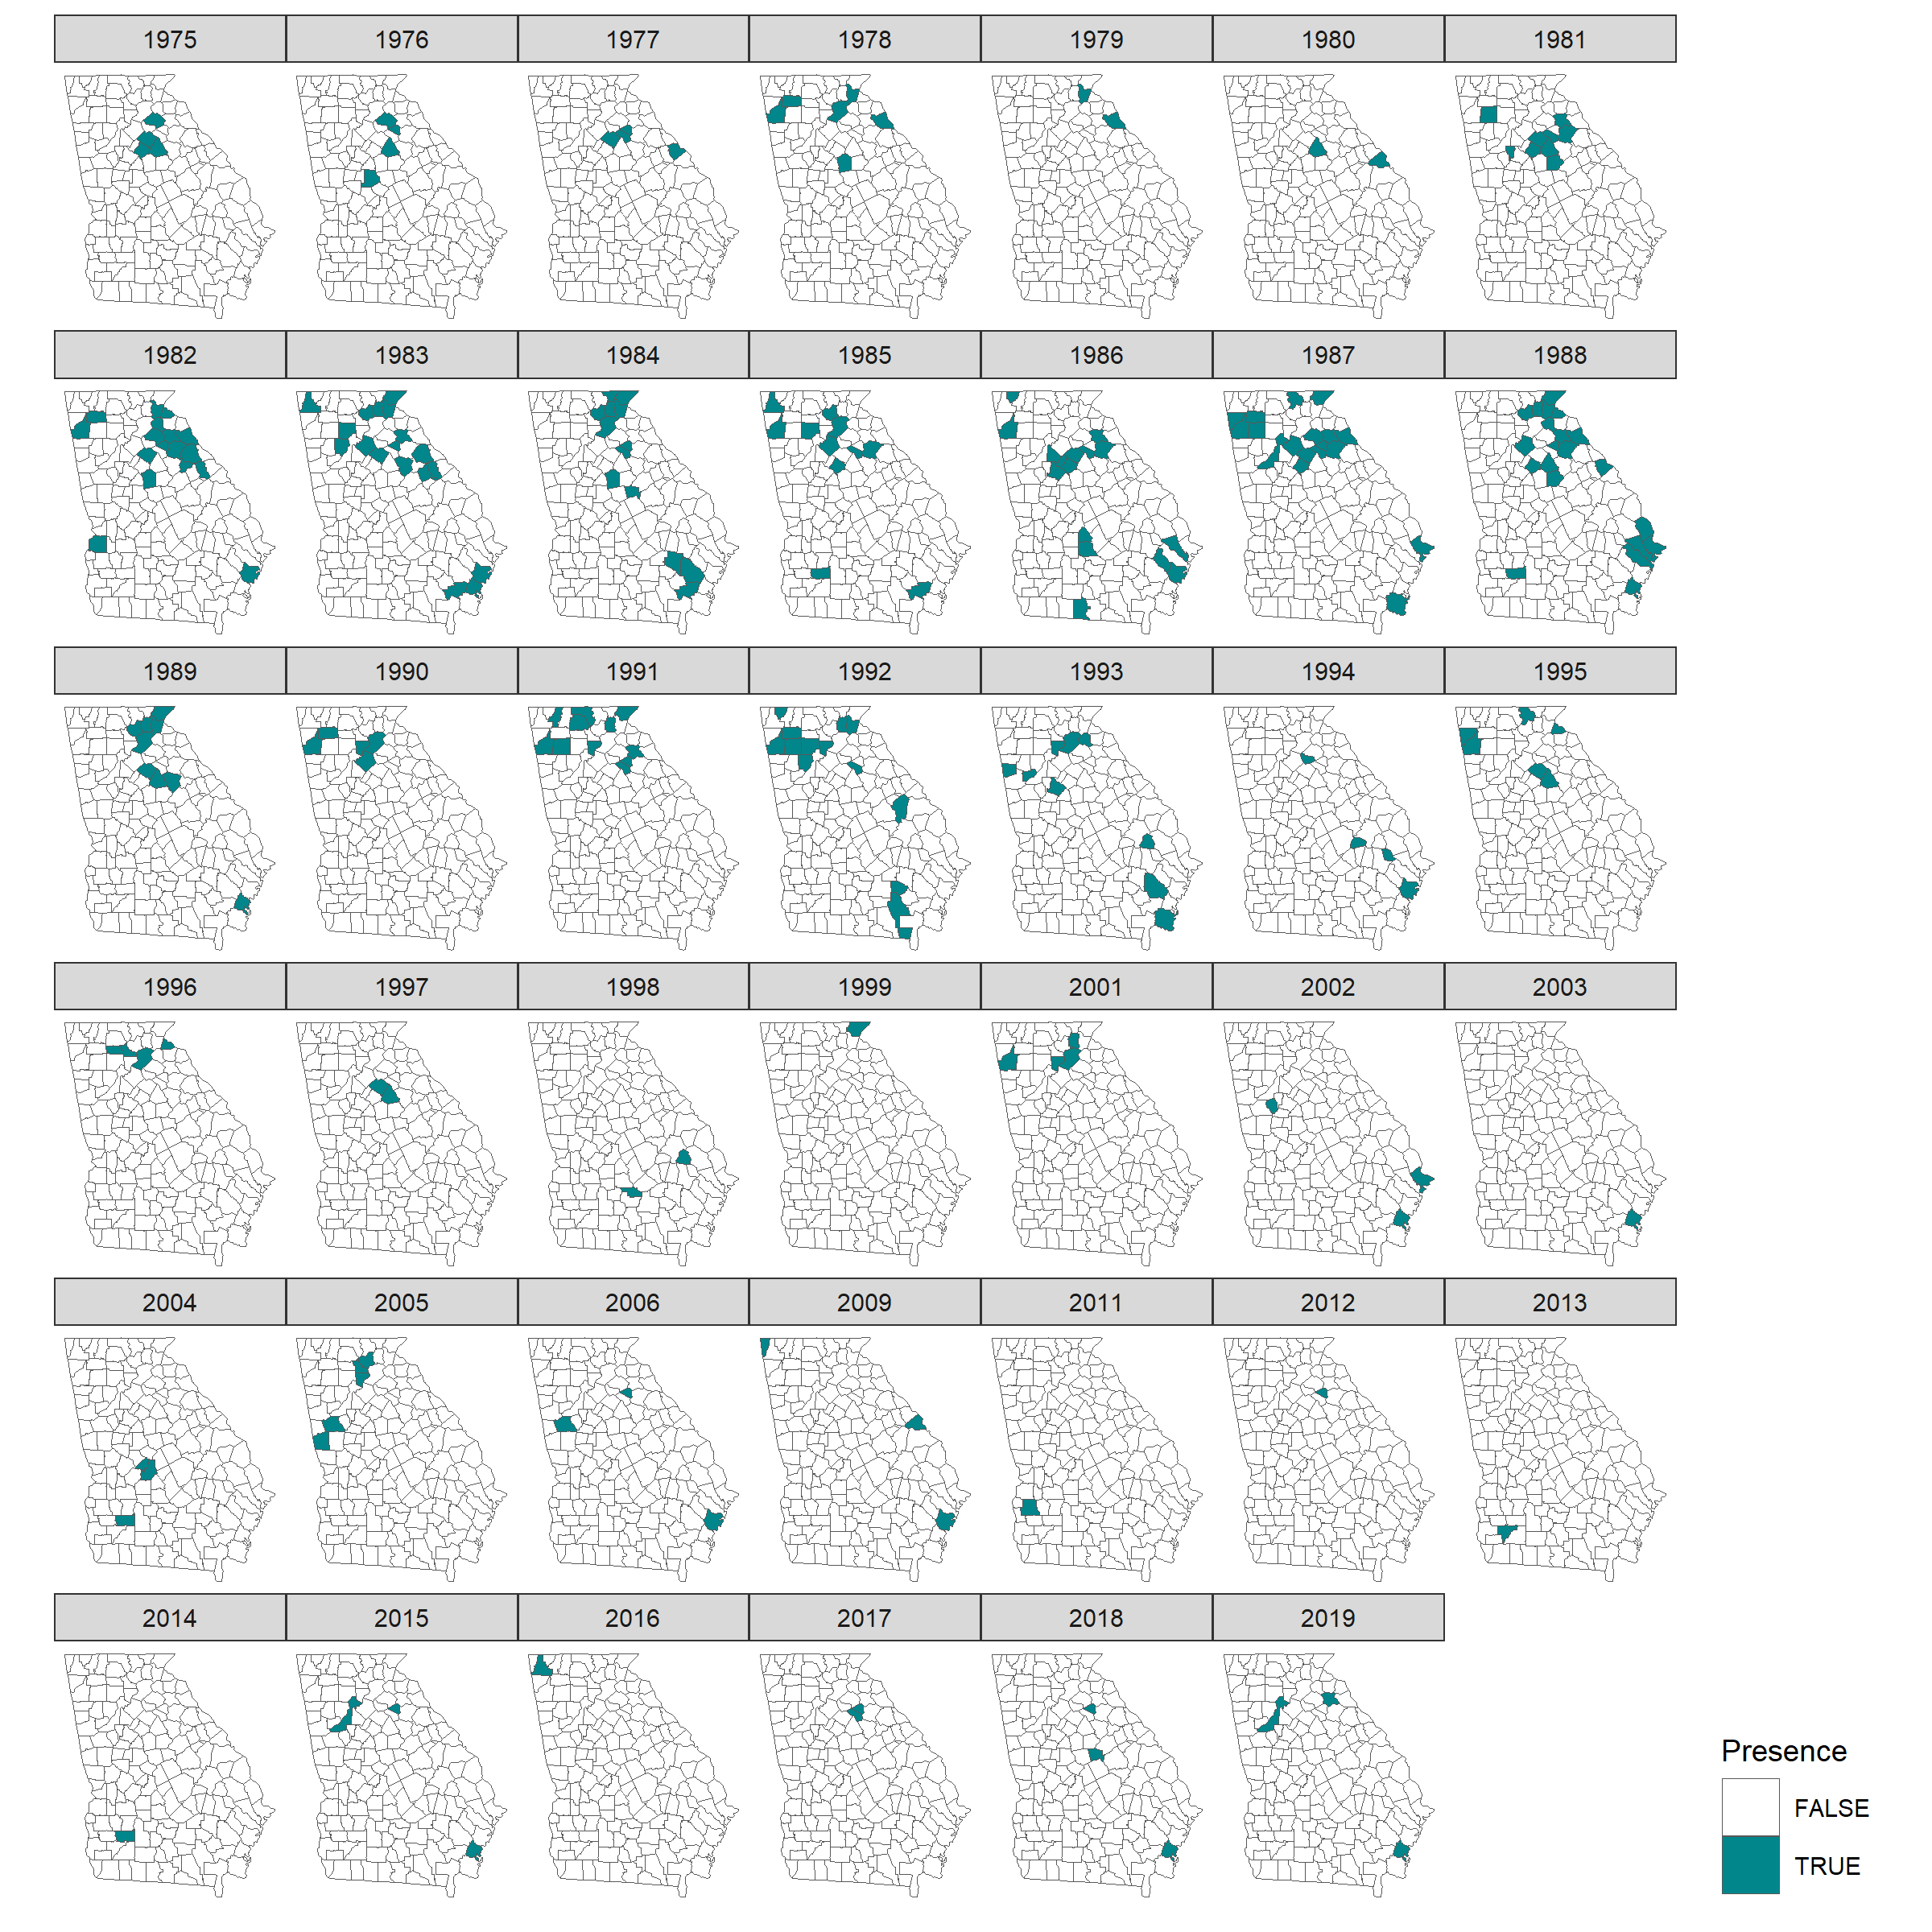 1975 1976 1977 1978 1979 1980 1981
1982 1983 1984 1985 1986 1987 1988
1989 1990 1991 1992 1993 1994 1995
1996 1997 1998 1999 2001 2002 2003
2004 2005 2006 2009 2011 2012 2013
2014 2015 2016 2017 2018 2019
Presence
FALSE
TRUE